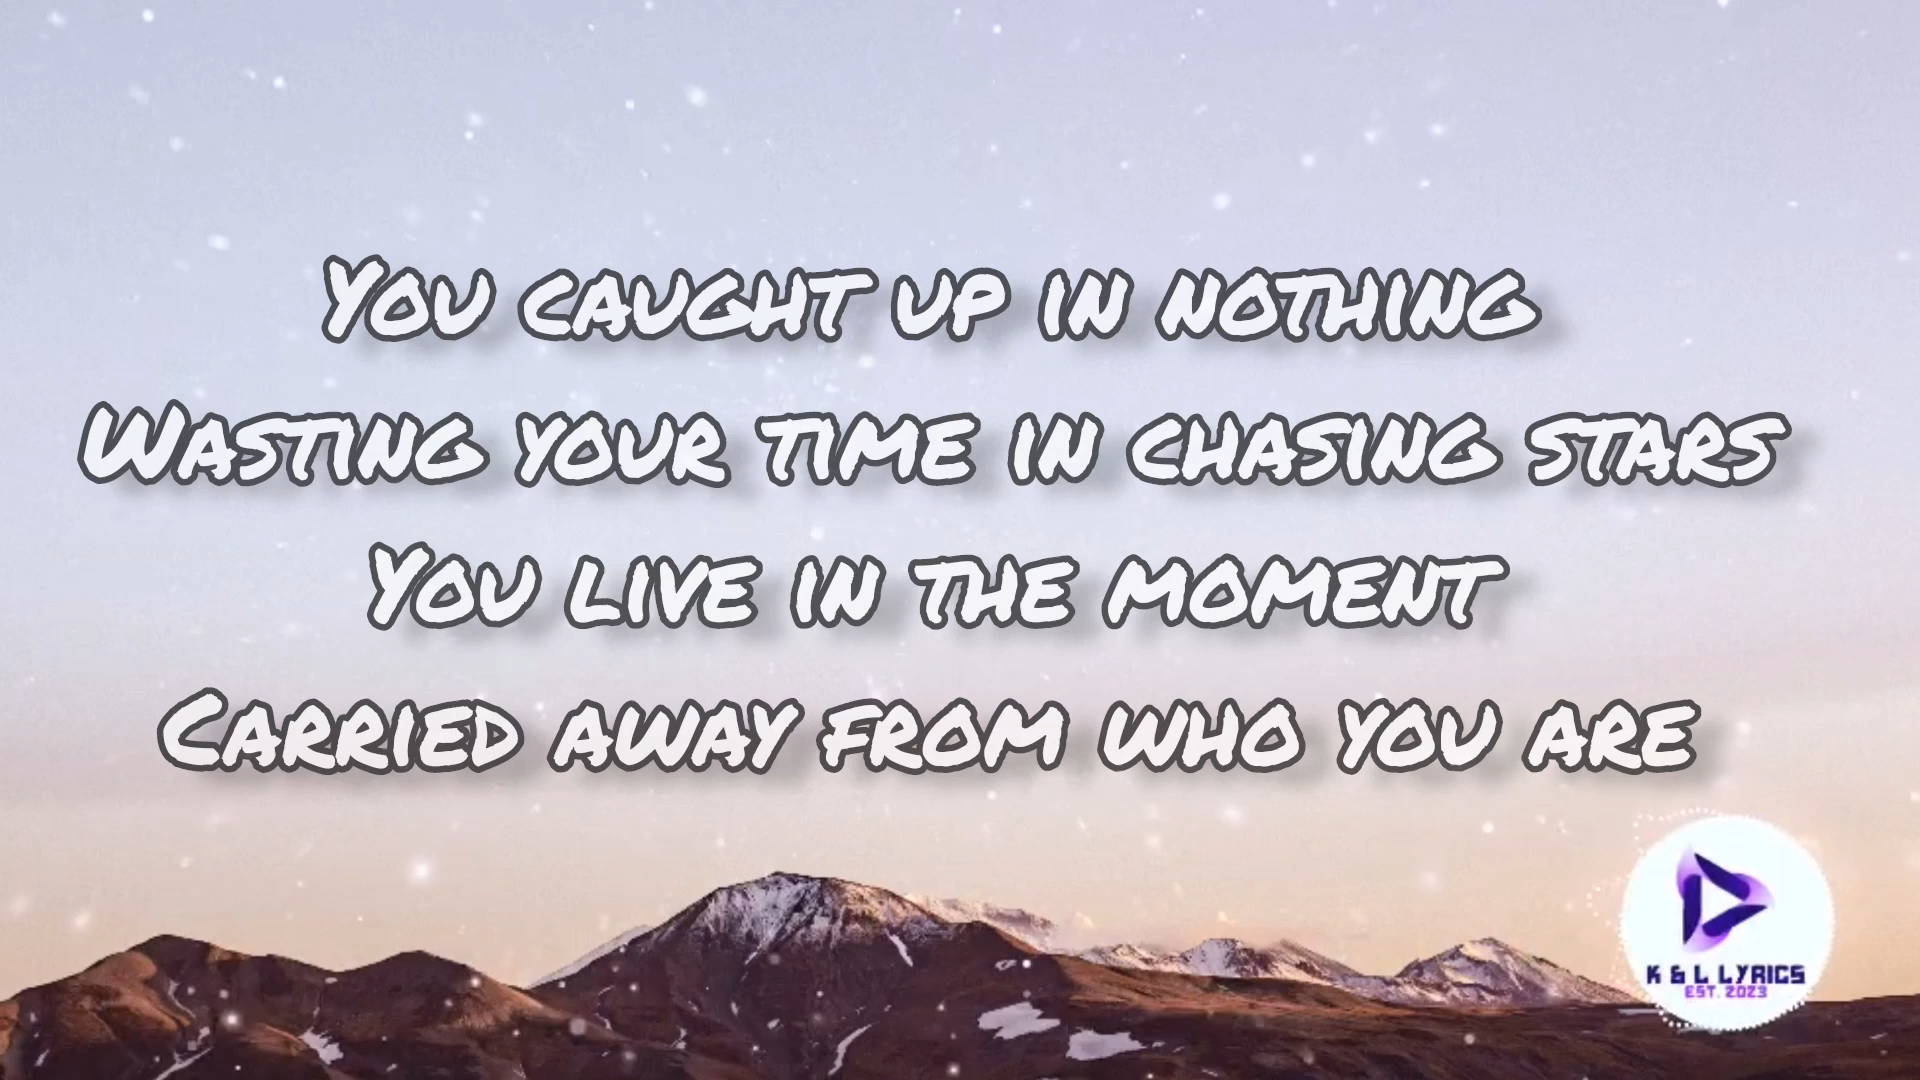 You caught up in nothing
Wasting your time in chasing stars
You live in the moment
Carried away from who you are
K & L LYRICS
EST. 2023